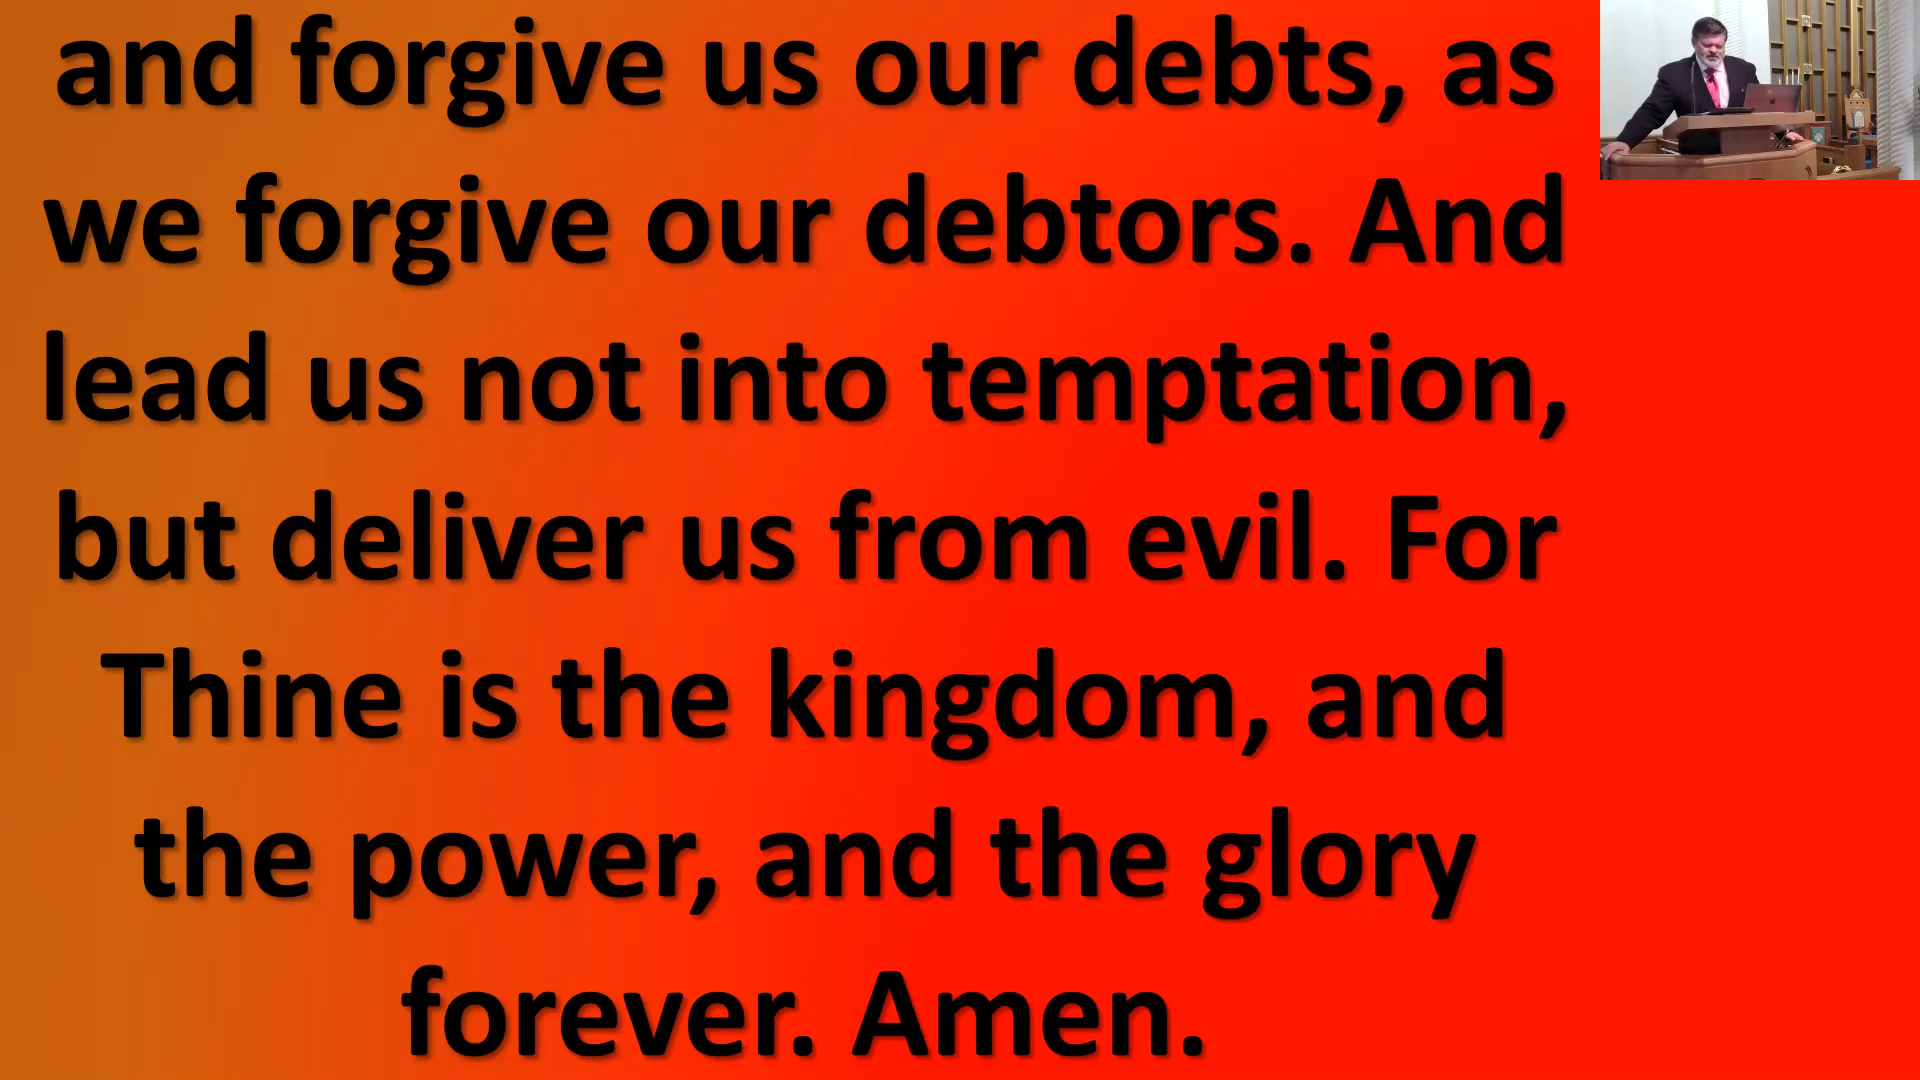 and forgive us our debts, as
we forgive our debtors. And
lead us not into temptation,
but deliver us from evil. For
Thine is the kingdom, and
the power, and the glory
forever. Amen.